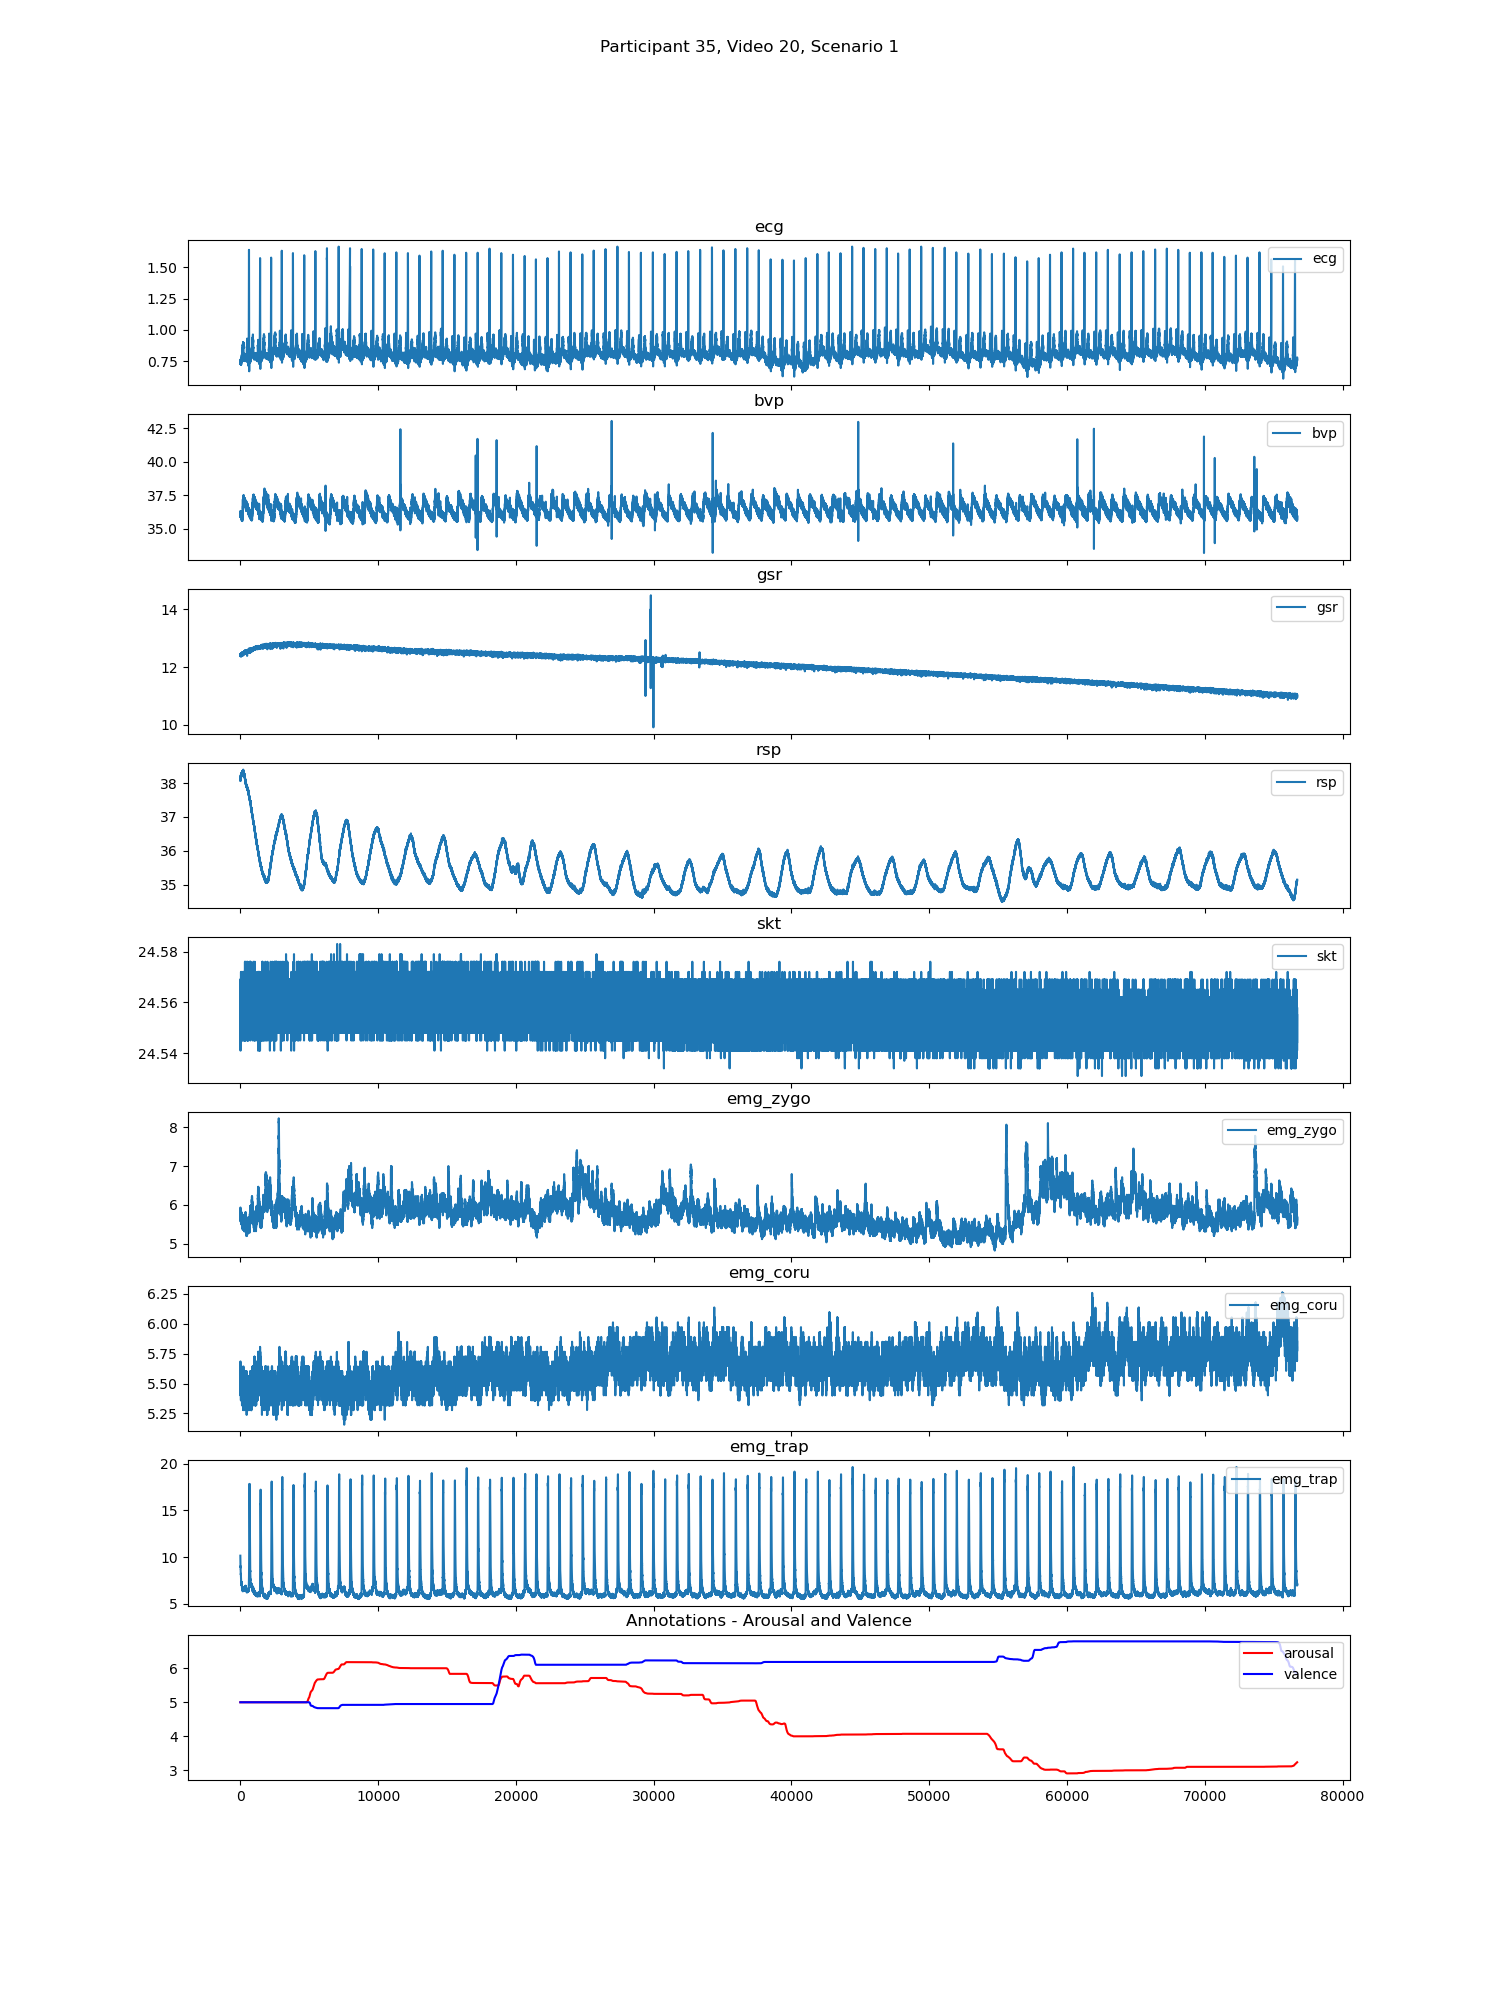 Participant 35, Video 20, Scenario 1
ecg
1.50
1.25
1.00
0.75
ecg
bvp
42.5
40.0
37.5
35.0
bvp
gsr
14
12
10
gsr
rsp
38
37
36
35
rsp
skt
24.58
24.56
24.54
skt
emg_zygo
8
7
6
5
emg_zygo
emg_coru
6.25
6.00
5.75
5.50
5.25
emg_coru
emg_trap
20
15
10
5
emg_trap
Annotations - Arousal and Valence
6
5
4
3
arousal
valence
0 10000 20000 30000 40000 50000 60000 70000 80000